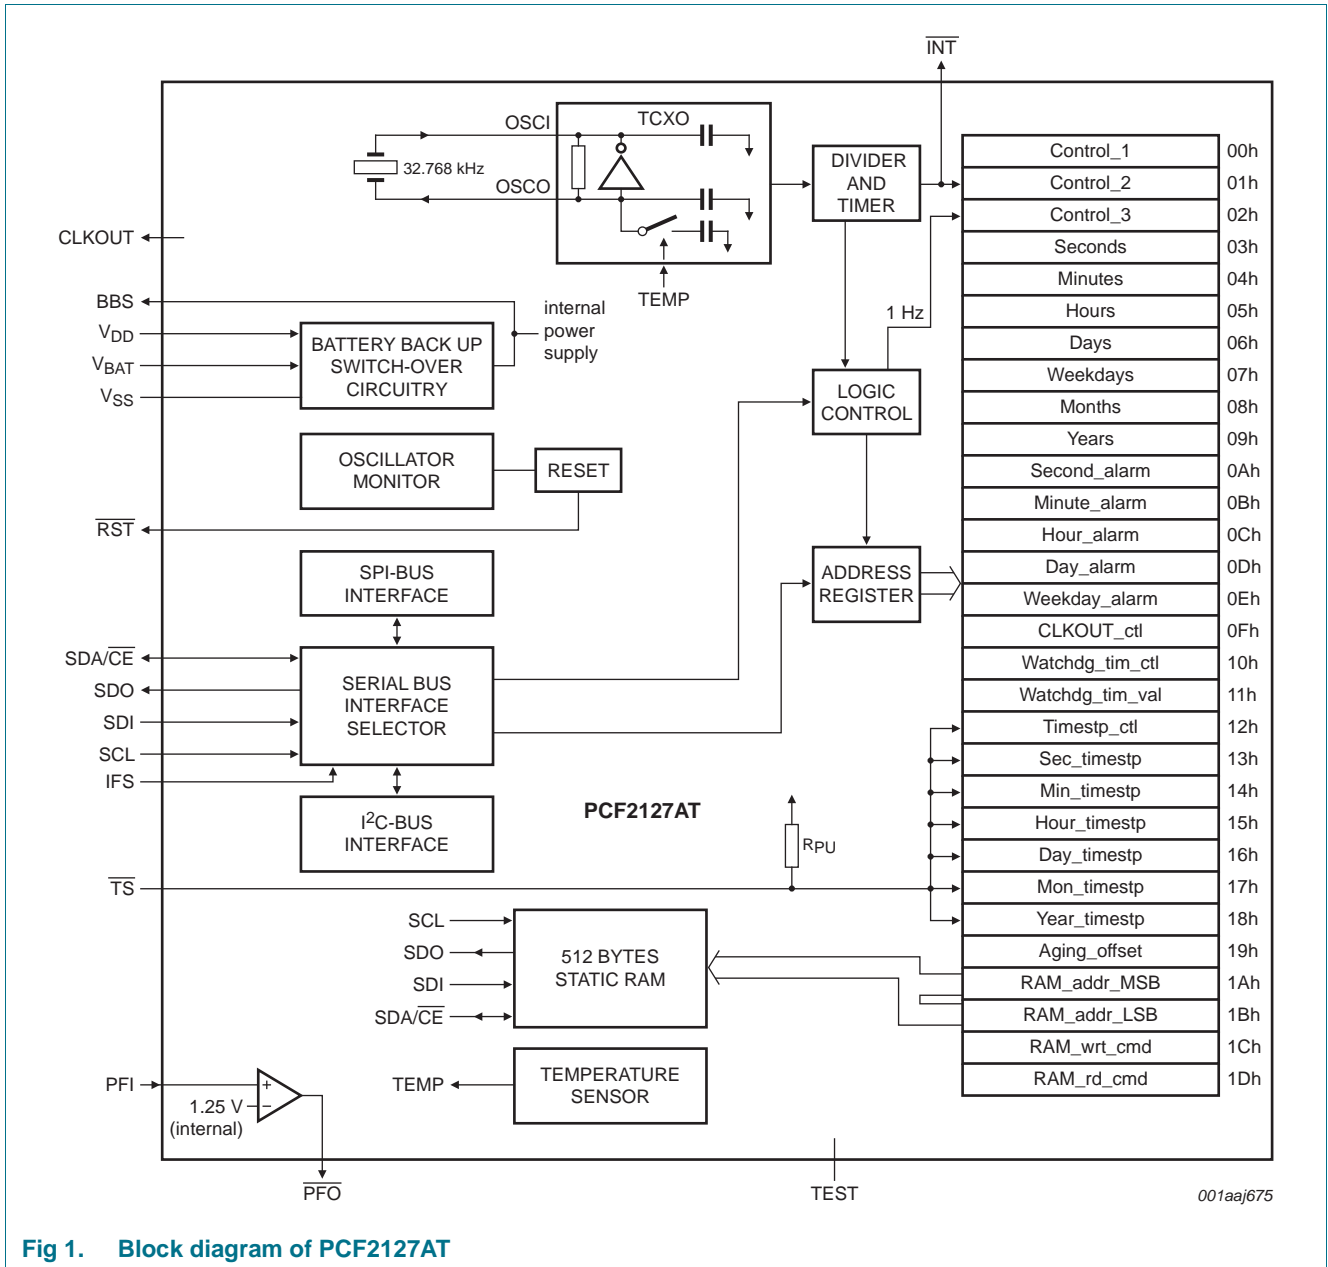 INT
OSCI
TCXO
32.768 kHz
OSCO
TEMP
DIVIDER
AND
TIMER
CLKOUT
BBS
VDD
VBAT
VSS
BATTERY BACK UP
SWITCH-OVER
CIRCUITRY
internal
power
supply
1 Hz
LOGIC
CONTROL
OSCILLATOR
MONITOR
RESET
RST
SPI-BUS
INTERFACE
ADDRESS
REGISTER
SDA/CE
SDO
SDI
SCL
IFS
SERIAL BUS
INTERFACE
SELECTOR
I2C-BUS
INTERFACE
PCF2127AT
RPU
TS
SCL
SDO
SDI
SDA/CE
512 BYTES
STATIC RAM
PFI
1.25 V
(internal)
+
−
TEMP
TEMPERATURE
SENSOR
PFO
TEST
Control_1 00h
Control_2 01h
Control_3 02h
Seconds 03h
Minutes 04h
Hours 05h
Days 06h
Weekdays 07h
Months 08h
Years 09h
Second_alarm 0Ah
Minute_alarm 0Bh
Hour_alarm 0Ch
Day_alarm 0Dh
Weekday_alarm 0Eh
CLKOUT_ctl 0Fh
Watchdg_tim_ctl 10h
Watchdg_tim_val 11h
Timestp_ctl 12h
Sec_timestp 13h
Min_timestp 14h
Hour_timestp 15h
Day_timestp 16h
Mon_timestp 17h
Year_timestp 18h
Aging_offset 19h
RAM_addr_MSB 1Ah
RAM_addr_LSB 1Bh
RAM_wrt_cmd 1Ch
RAM_rd_cmd 1Dh
001aaj675
Fig 1. Block diagram of PCF2127AT